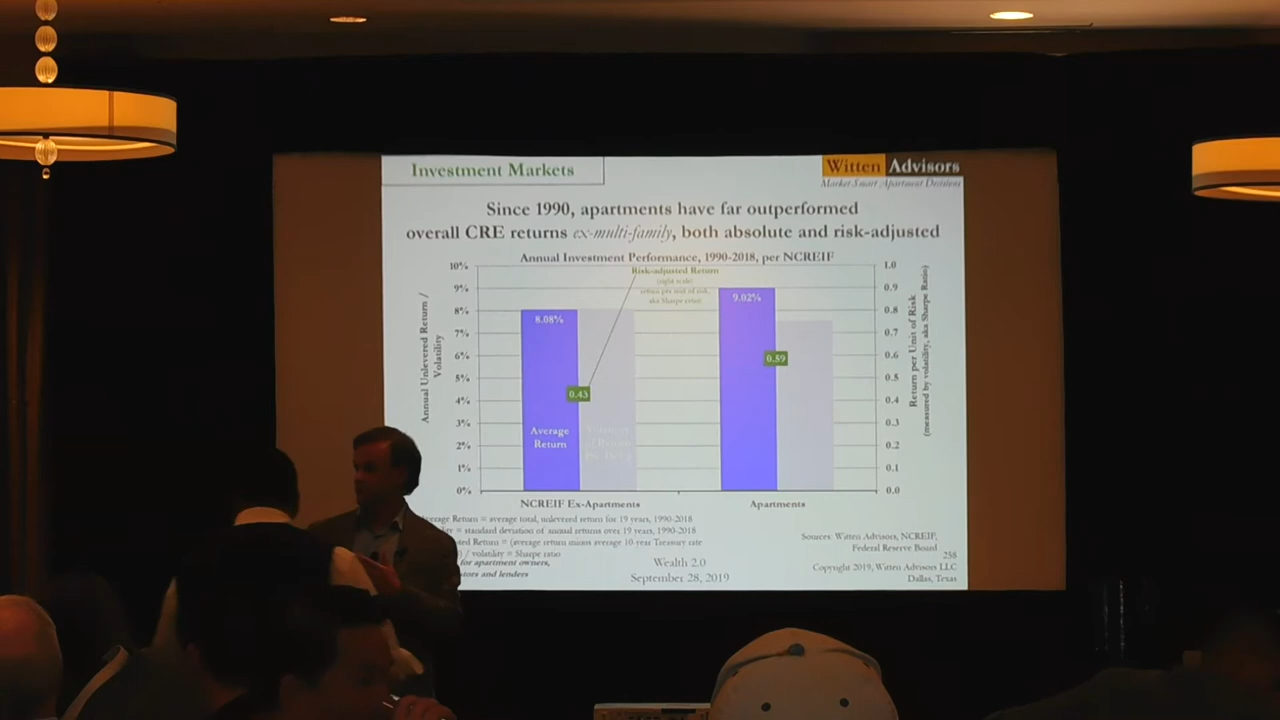 Investment Markets
Witten Advisors
Market-Smart Apartment Decisions
Since 1990, apartments have far outperformed
overall CRE returns ex-multi-family, both absolute and risk-adjusted
Annual Investment Performance, 1990-2018, per NCREIF
Risk-adjusted Return
(right scale)
return per unit of risk,
aka Sharpe ratio)
Annual Unlevered Return /
Volatility
10%
9%
8%
7%
6%
5%
4%
3%
2%
1%
0%
8.08%
0.43
Average
Return
9.02%
0.59
1.0
0.9
0.8
0.7
0.6
0.5
0.4
0.3
0.2
0.1
0.0
Return per Unit of Risk
(measured by volatility, aka Sharpe Ratio)
NCREIF Ex-Apartments
Apartments
Return = average total, unlevered return for 19 years, 1990-2018
= standard deviation of annual returns over 19 years, 1990-2018
Return = (average return minus average 10-year Treasury rate
/ volatility = Sharpe ratio
for apartment owners,
and lenders
Wealth 2.0
September 28, 2019
Sources: Witten Advisors, NCREIF,
Federal Reserve Board
258
Copyright 2019, Witten Advisors LLC
Dallas, Texas